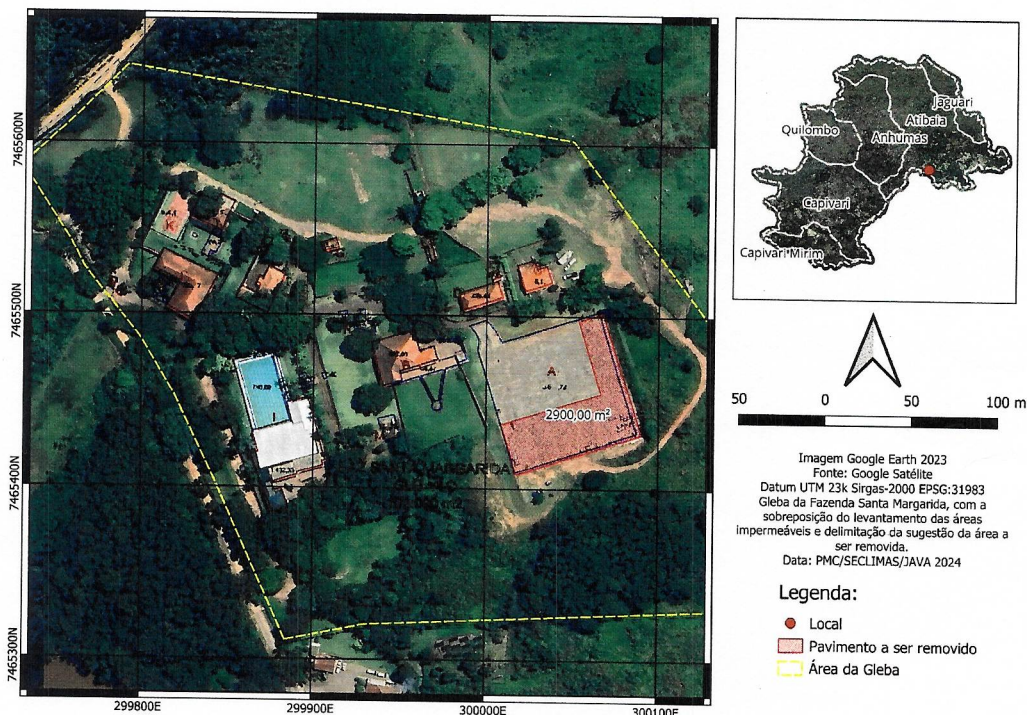 7465600N
7465500N
7465400N
7465300N
299800E
299900E
300000E
300100E
K
I
A
2900,00 m²
SANTA MARGARIDA
Jaguari
Atibaia
Quilombo
Anhumas
Capivari
Capivari Mirim
50 0 50 100 m
Imagem Google Earth 2023
Fonte: Google Satélite
Datum UTM 23k Sirgas-2000 EPSG:31983
Gleba da Fazenda Santa Margarida, com a
sobreposição do levantamento das áreas
impermeáveis e delimitação da sugestão da área a
ser removida.
Data: PMC/SECLIMAS/JAVA 2024
Legenda:
Local
Pavimento a ser removido
Área da Gleba